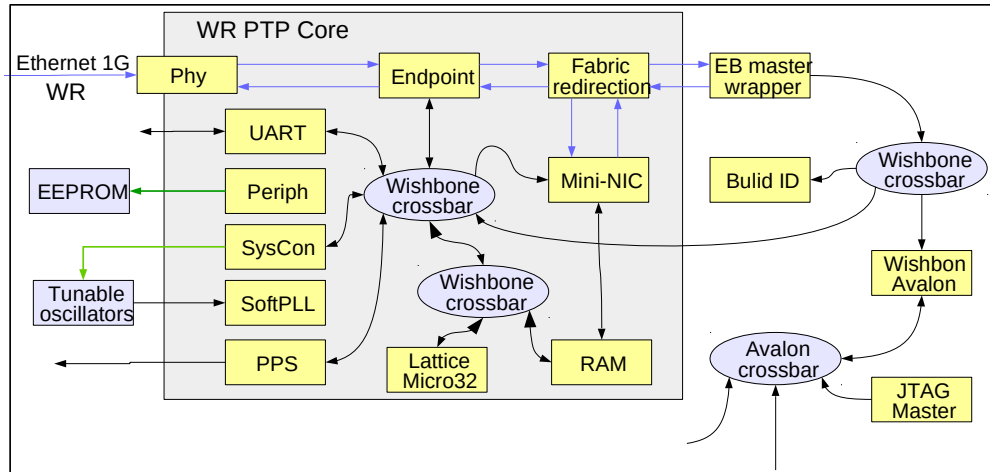 WR PTP Core
Ethernet 1G
WR
Phy
Endpoint
Fabric
redirection
EB master
wrapper
UART
Wishbone
crossbar
Mini-NIC
Bulid ID
Wishbone
crossbar
EEPROM
Periph
SysCon
Wishbone
crossbar
Wishbon
Avalon
Tunable
oscillators
SoftPLL
PPS
Lattice
Micro32
RAM
Avalon
crossbar
JTAG
Master